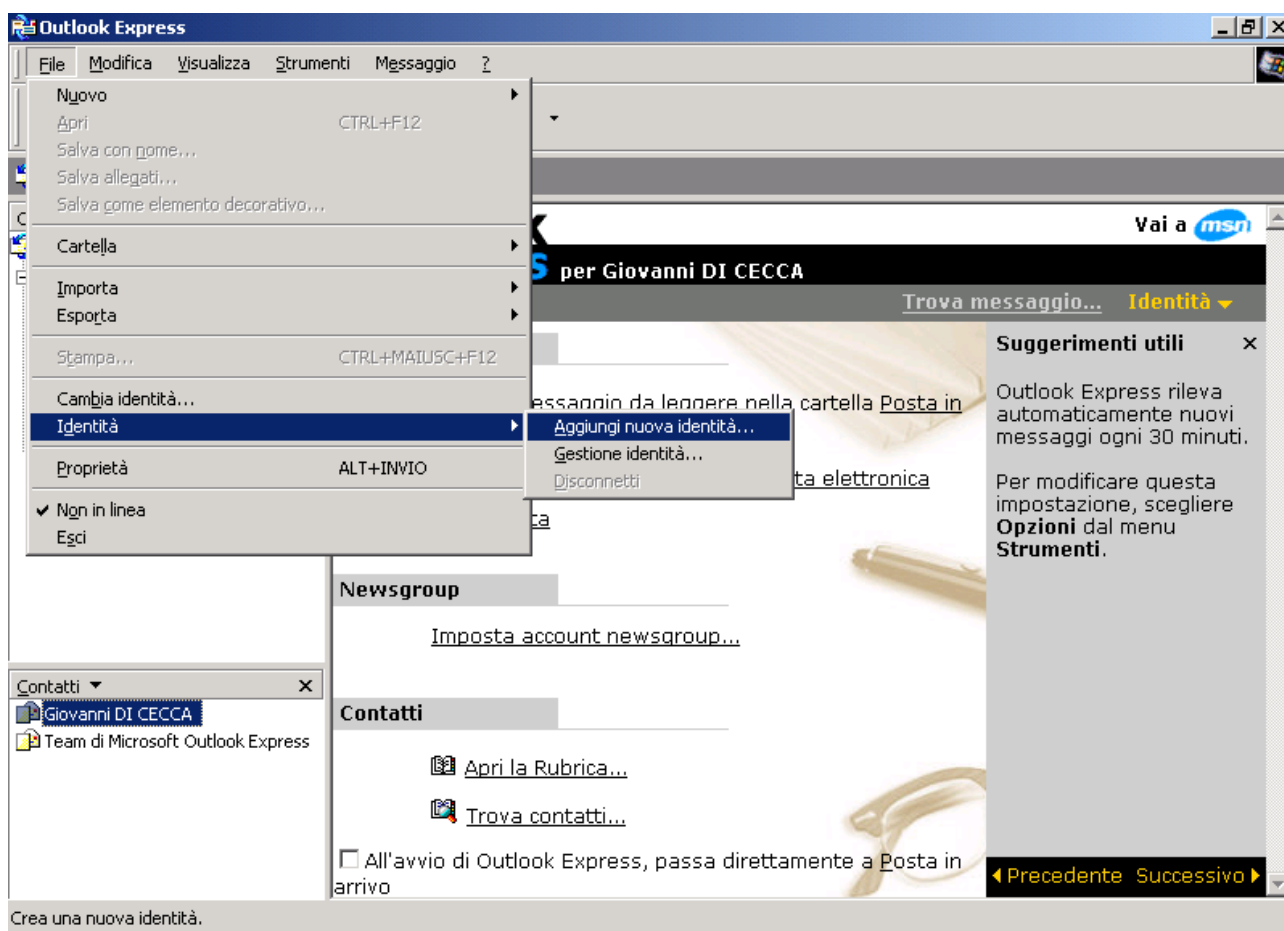 Outlook Express
File Modifica Visualizza Strumenti Messaggio ?
Nuovo
Apri CTRL+F12
Salva con nome...
Salva allegati...
Salva come elemento decorativo...
Cartella
Importa
Esporta
Stampa... CTRL+MAIUSC+F12
Cambia identità...
Identità
Proprietà ALT+INVIO
Non in linea
Esci
Aggiungi nuova identità...
Gestione identità...
Disconnetti
Vai a msn
per Giovanni DI CECCA
Trova messaggio... Identità
da leggere nella cartella Posta in
elettronica
Newsgroup
Imposta account newsgroup...
Contatti
Apri la Rubrica...
Trova contatti...
All'avvio di Outlook Express, passa direttamente a Posta in
arrivo
Suggerimenti utili
Outlook Express rileva
automaticamente nuovi
messaggi ogni 30 minuti.
Per modificare questa
impostazione, scegliere
Opzioni dal menu
Strumenti.
Precedente Successivo
Contatti
Giovanni DI CECCA
Team di Microsoft Outlook Express
Crea una nuova identità.